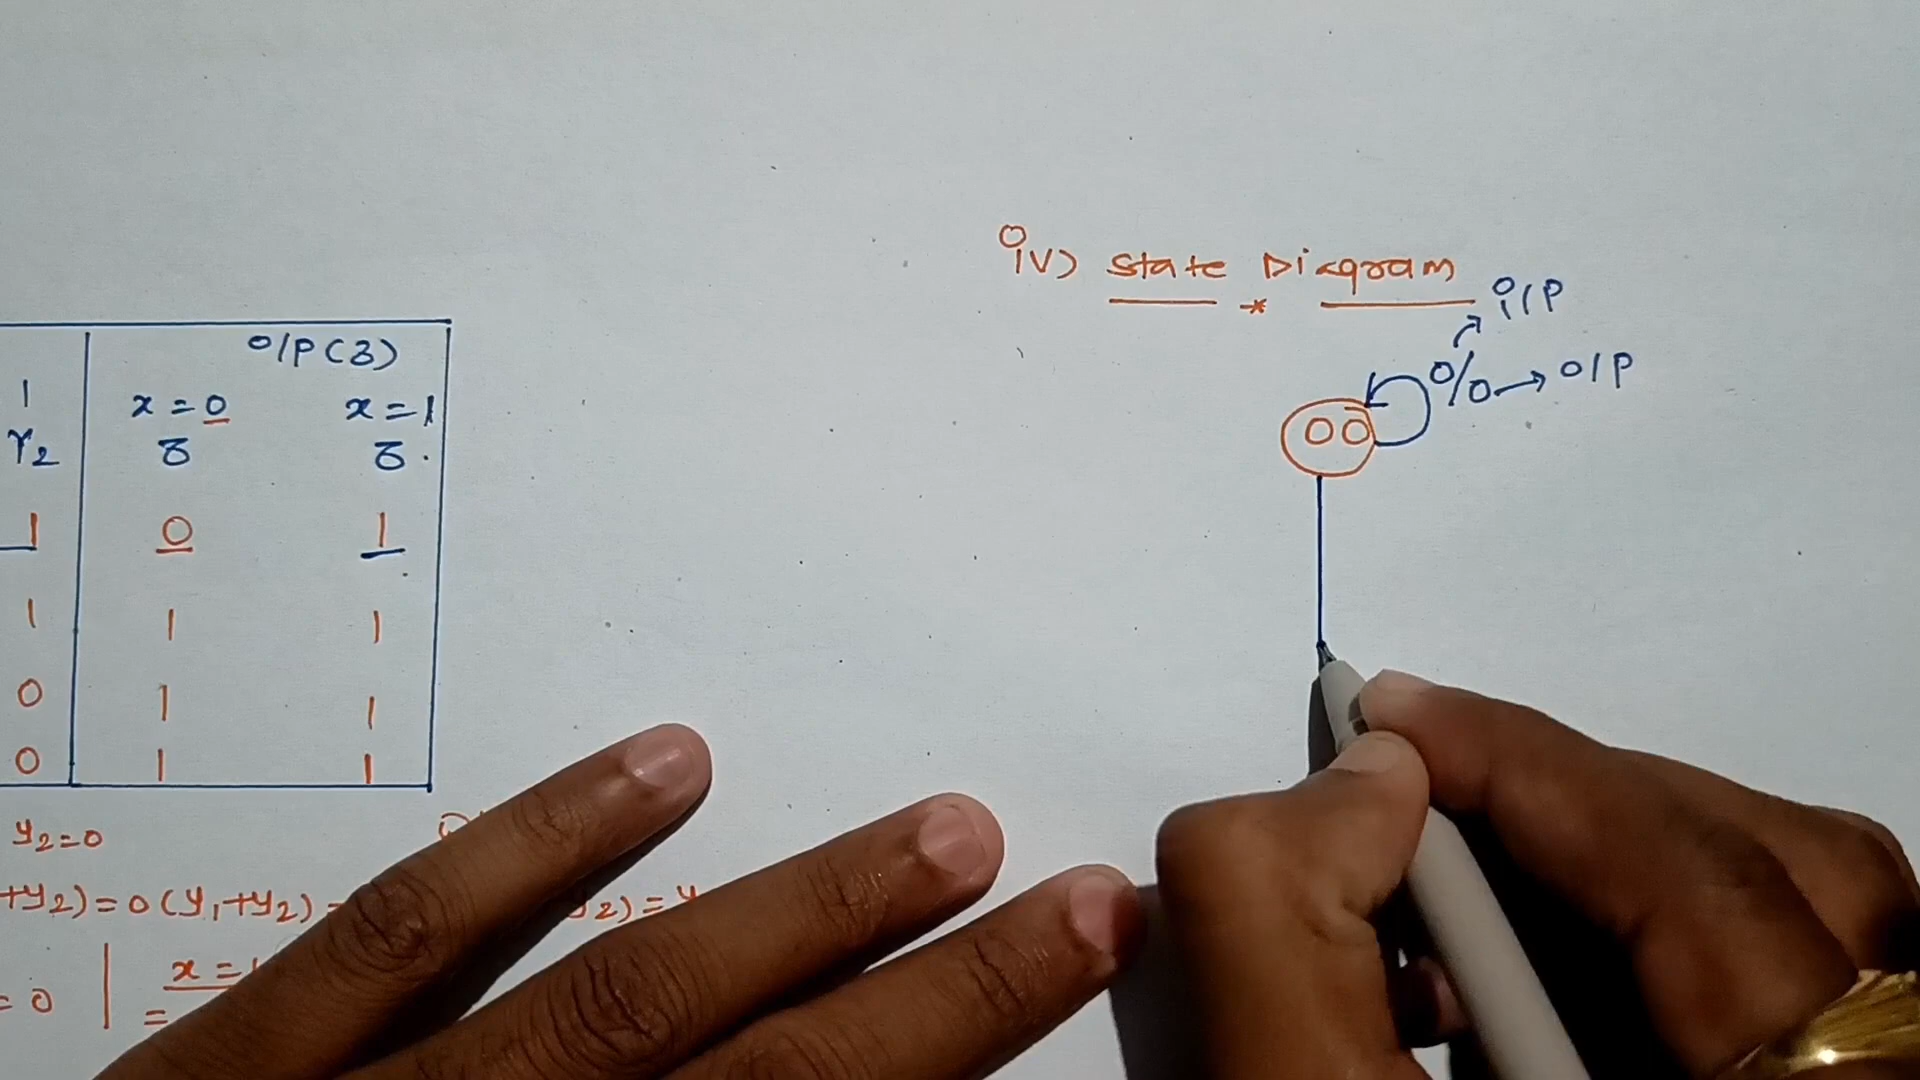 iv) State Diagram
i/p
0/0 → o/p
00
o/p (z)
1 x = 0 x = 1
Y2 z z
1 0 1
1 1 1
0 1 1
0 1 1
y2 = 0
+y2) = 0 (y1+y2) =
2) =
= 0 x = 1
=